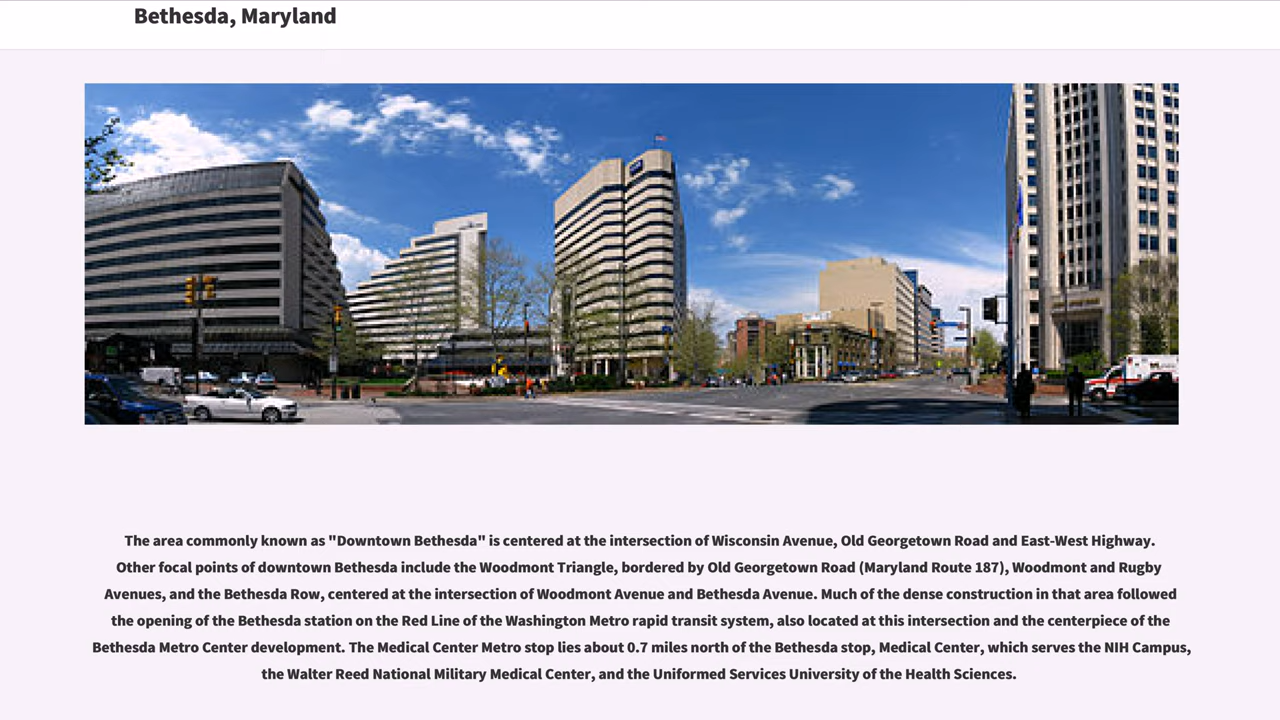 Bethesda, Maryland
The area commonly known as "Downtown Bethesda" is centered at the intersection of Wisconsin Avenue, Old Georgetown Road and East-West Highway.
Other focal points of downtown Bethesda include the Woodmont Triangle, bordered by Old Georgetown Road (Maryland Route 187), Woodmont and Rugby
Avenues, and the Bethesda Row, centered at the intersection of Woodmont Avenue and Bethesda Avenue. Much of the dense construction in that area followed
the opening of the Bethesda station on the Red Line of the Washington Metro rapid transit system, also located at this intersection and the centerpiece of the
Bethesda Metro Center development. The Medical Center Metro stop lies about 0.7 miles north of the Bethesda stop, Medical Center, which serves the NIH Campus,
the Walter Reed National Military Medical Center, and the Uniformed Services University of the Health Sciences.